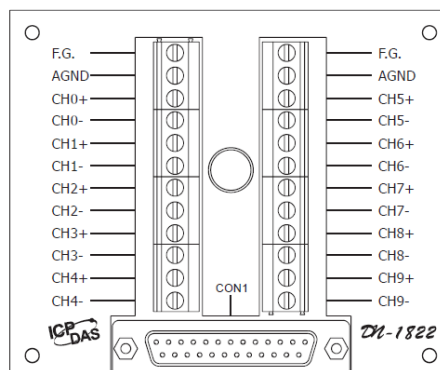 F.G.
AGND
CH0+
CH0-
CH1+
CH1-
CH2+
CH2-
CH3+
CH3-
CH4+
CH4-
F.G.
AGND
CH5+
CH5-
CH6+
CH6-
CH7+
CH7-
CH8+
CH8-
CH9+
CH9-
CON1
ICP DAS
DN-1822